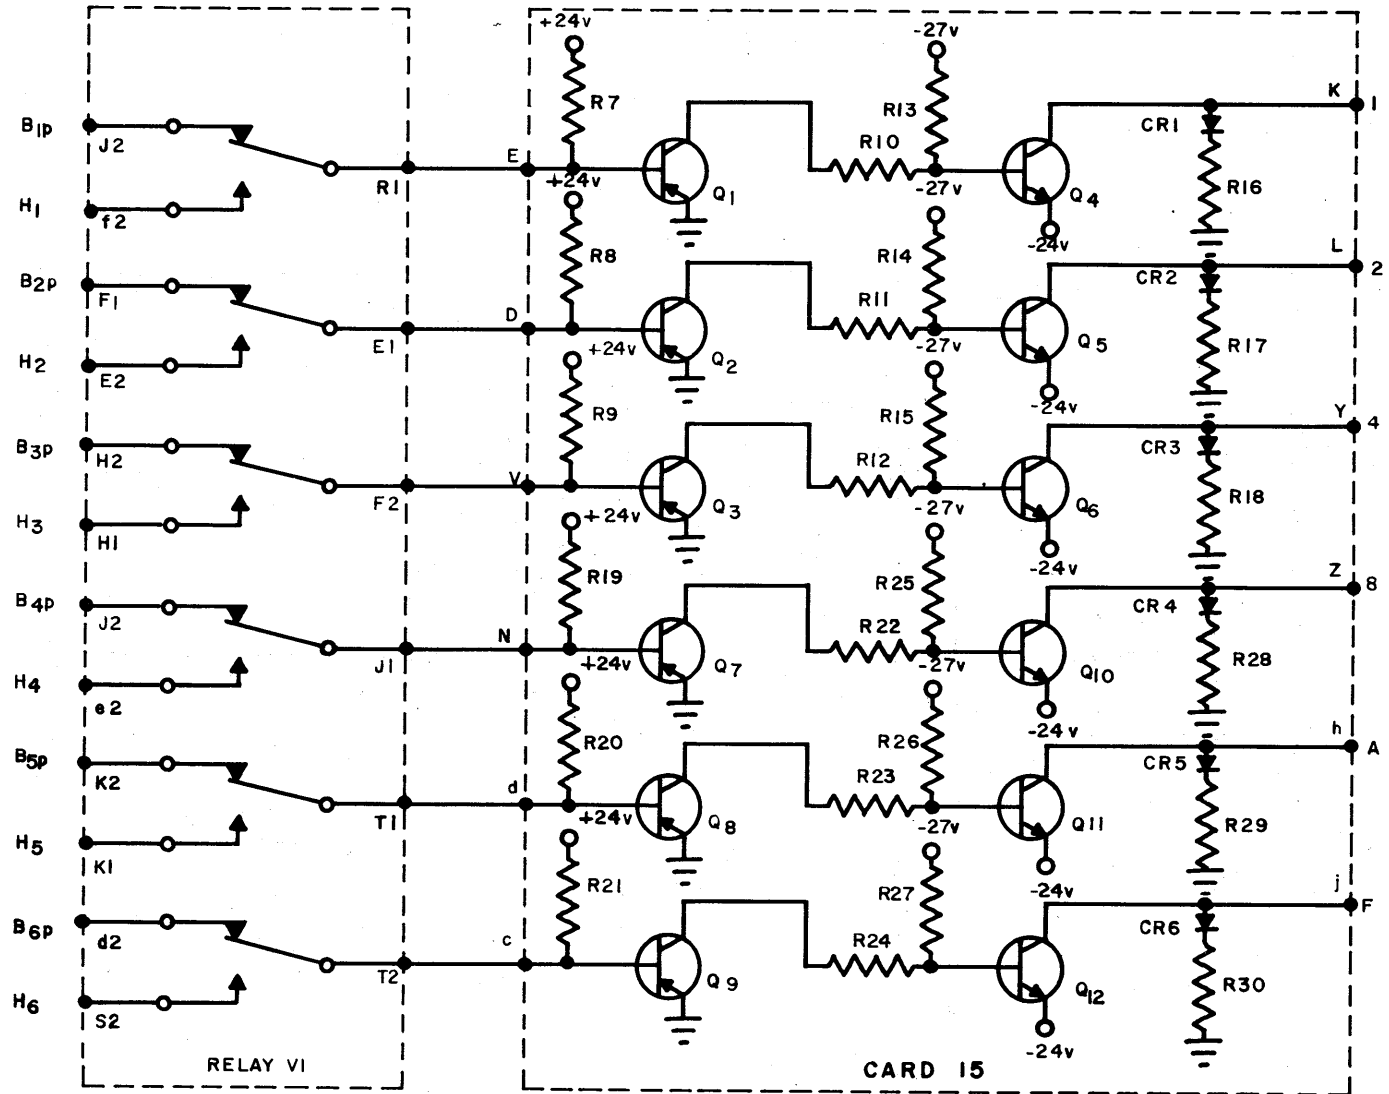 +24v
-27v
B1p
J2
R7
R13
K
1
CR1
R10
E
R1
+24v
Q1
-27v
Q4
R16
H1
f2
-24v
L
2
R8
R14
CR2
B2p
F1
R11
D
E1
+24v
Q2
-27v
Q5
R17
H2
E2
-24v
Y
4
R9
R15
CR3
B3p
H2
R12
V
F2
+24v
Q3
-27v
Q6
R18
H3
H1
-24v
Z
8
R19
R25
CR4
B4p
J2
R22
N
J1
+24v
Q7
-27v
Q10
R28
H4
e2
-24v
h
A
R20
R26
CR5
B5p
K2
R23
d
T1
+24v
Q8
-27v
Q11
R29
H5
K1
-24v
j
F
R21
R27
CR6
B6p
d2
R24
c
T2
Q9
Q12
R30
H6
S2
-24v
RELAY V1
CARD 15